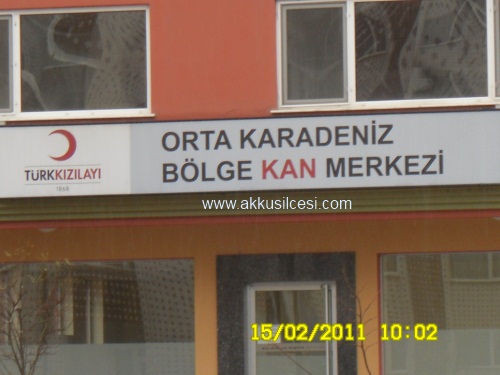 ORTA KARADENİZ
BÖLGE KAN MERKEZİ
TÜRKKIZILAYI
1868
www.akkusilcesi.com
15/02/2011 10:02